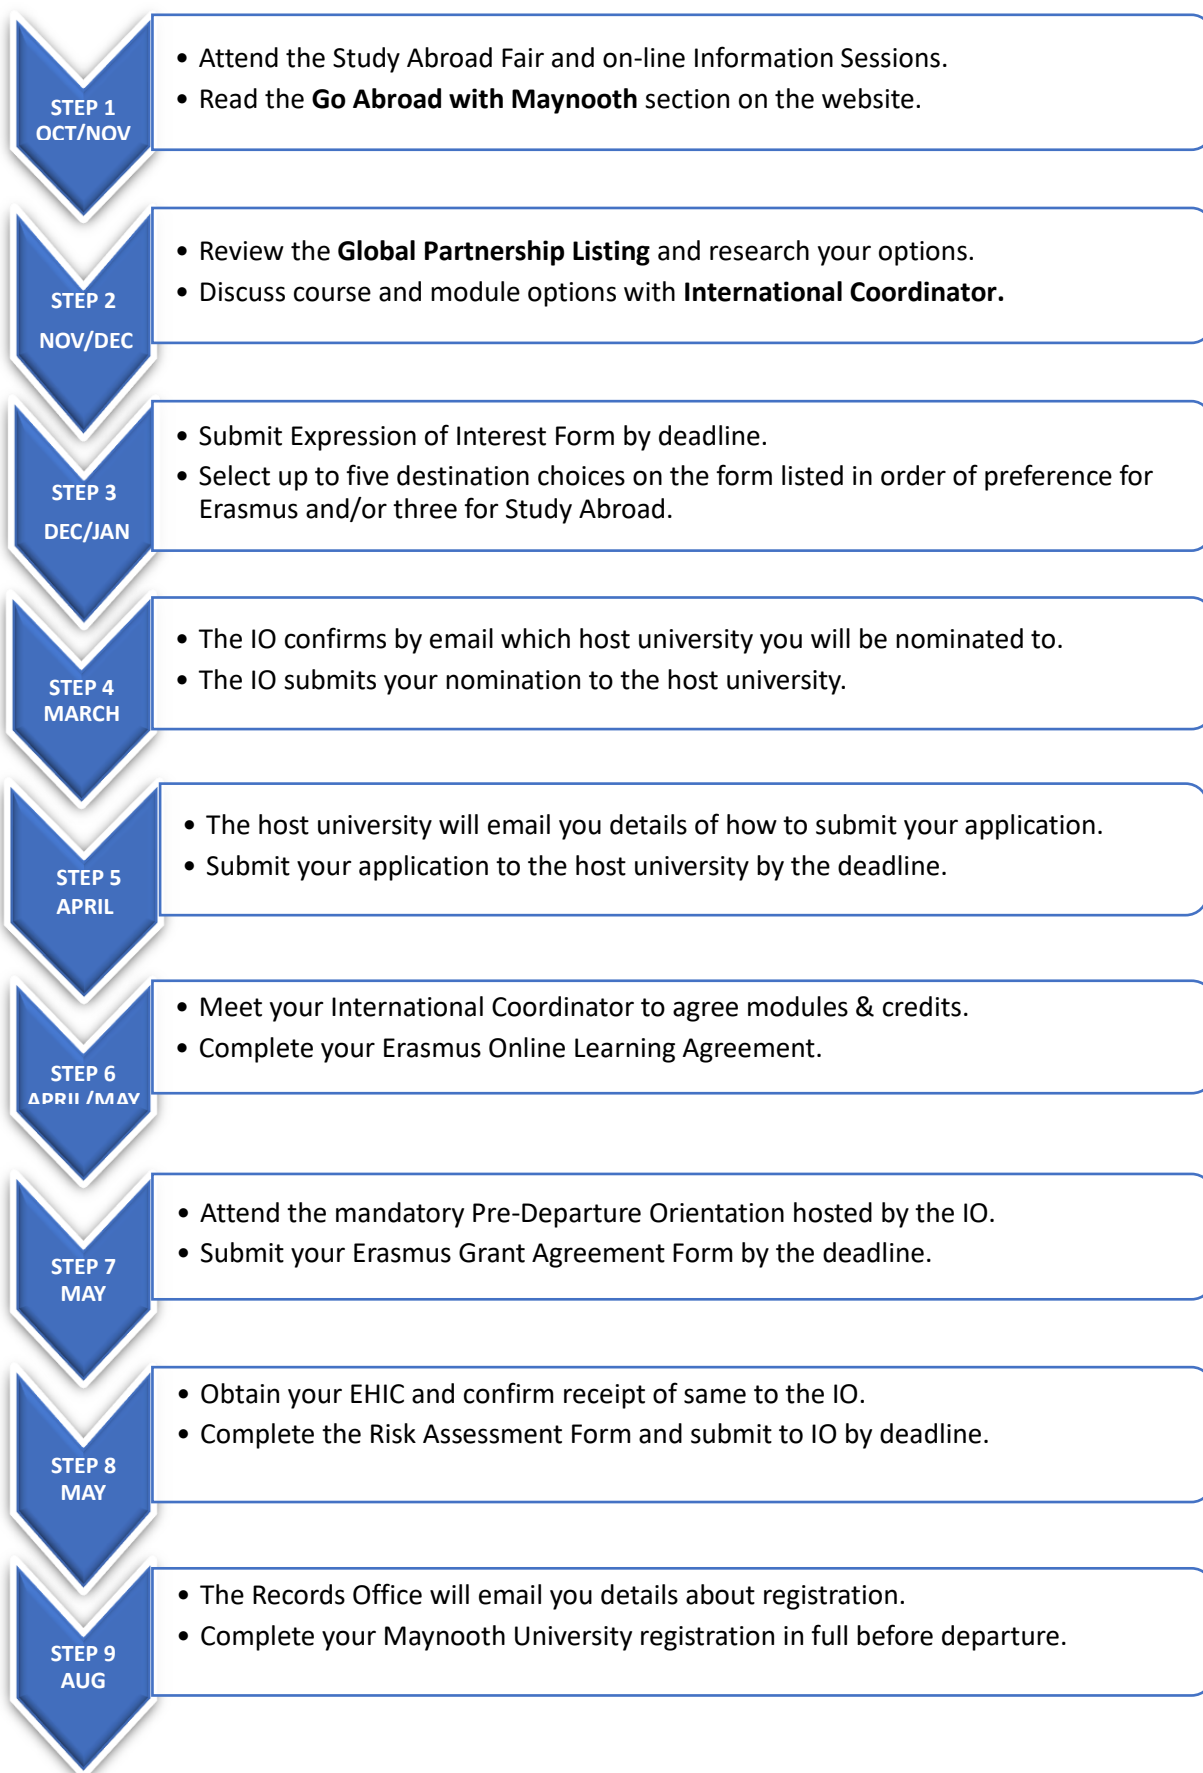 STEP 1
OCT/NOV
• Attend the Study Abroad Fair and on-line Information Sessions.
• Read the Go Abroad with Maynooth section on the website.
STEP 2
NOV/DEC
• Review the Global Partnership Listing and research your options.
• Discuss course and module options with International Coordinator.
STEP 3
DEC/JAN
• Submit Expression of Interest Form by deadline.
• Select up to five destination choices on the form listed in order of preference for
Erasmus and/or three for Study Abroad.
STEP 4
MARCH
• The IO confirms by email which host university you will be nominated to.
• The IO submits your nomination to the host university.
STEP 5
APRIL
• The host university will email you details of how to submit your application.
• Submit your application to the host university by the deadline.
STEP 6
APRIL/MAY
• Meet your International Coordinator to agree modules & credits.
• Complete your Erasmus Online Learning Agreement.
STEP 7
MAY
• Attend the mandatory Pre-Departure Orientation hosted by the IO.
• Submit your Erasmus Grant Agreement Form by the deadline.
STEP 8
MAY
• Obtain your EHIC and confirm receipt of same to the IO.
• Complete the Risk Assessment Form and submit to IO by deadline.
STEP 9
AUG
• The Records Office will email you details about registration.
• Complete your Maynooth University registration in full before departure.